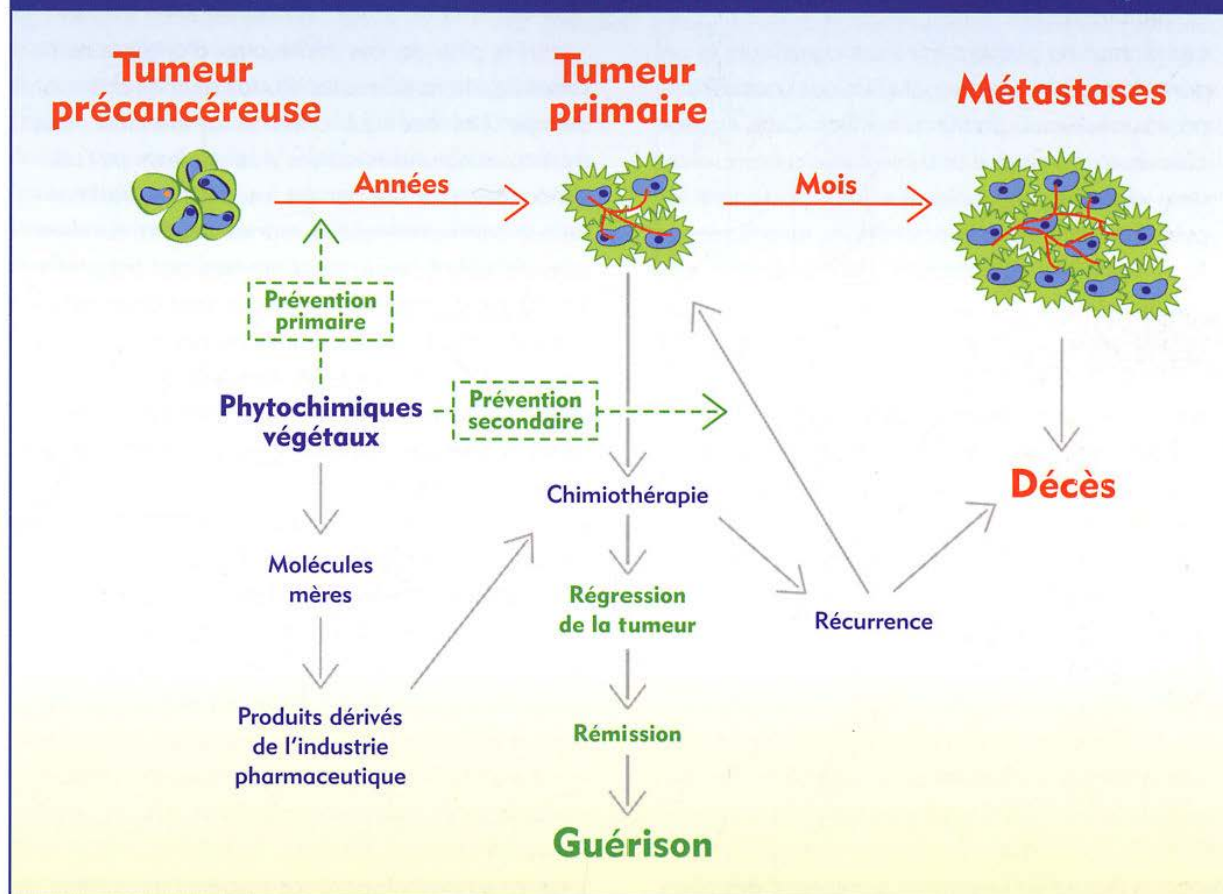 Tumeur
précancéreuse
Tumeur
primaire
Métastases
Années
Mois
Prévention
primaire
Phytochimiques
végétaux
Prévention
secondaire
Chimiothérapie
Décès
Molécules
mères
Régression
de la tumeur
Récurrence
Produits dérivés
de l'industrie
pharmaceutique
Rémission
Guérison